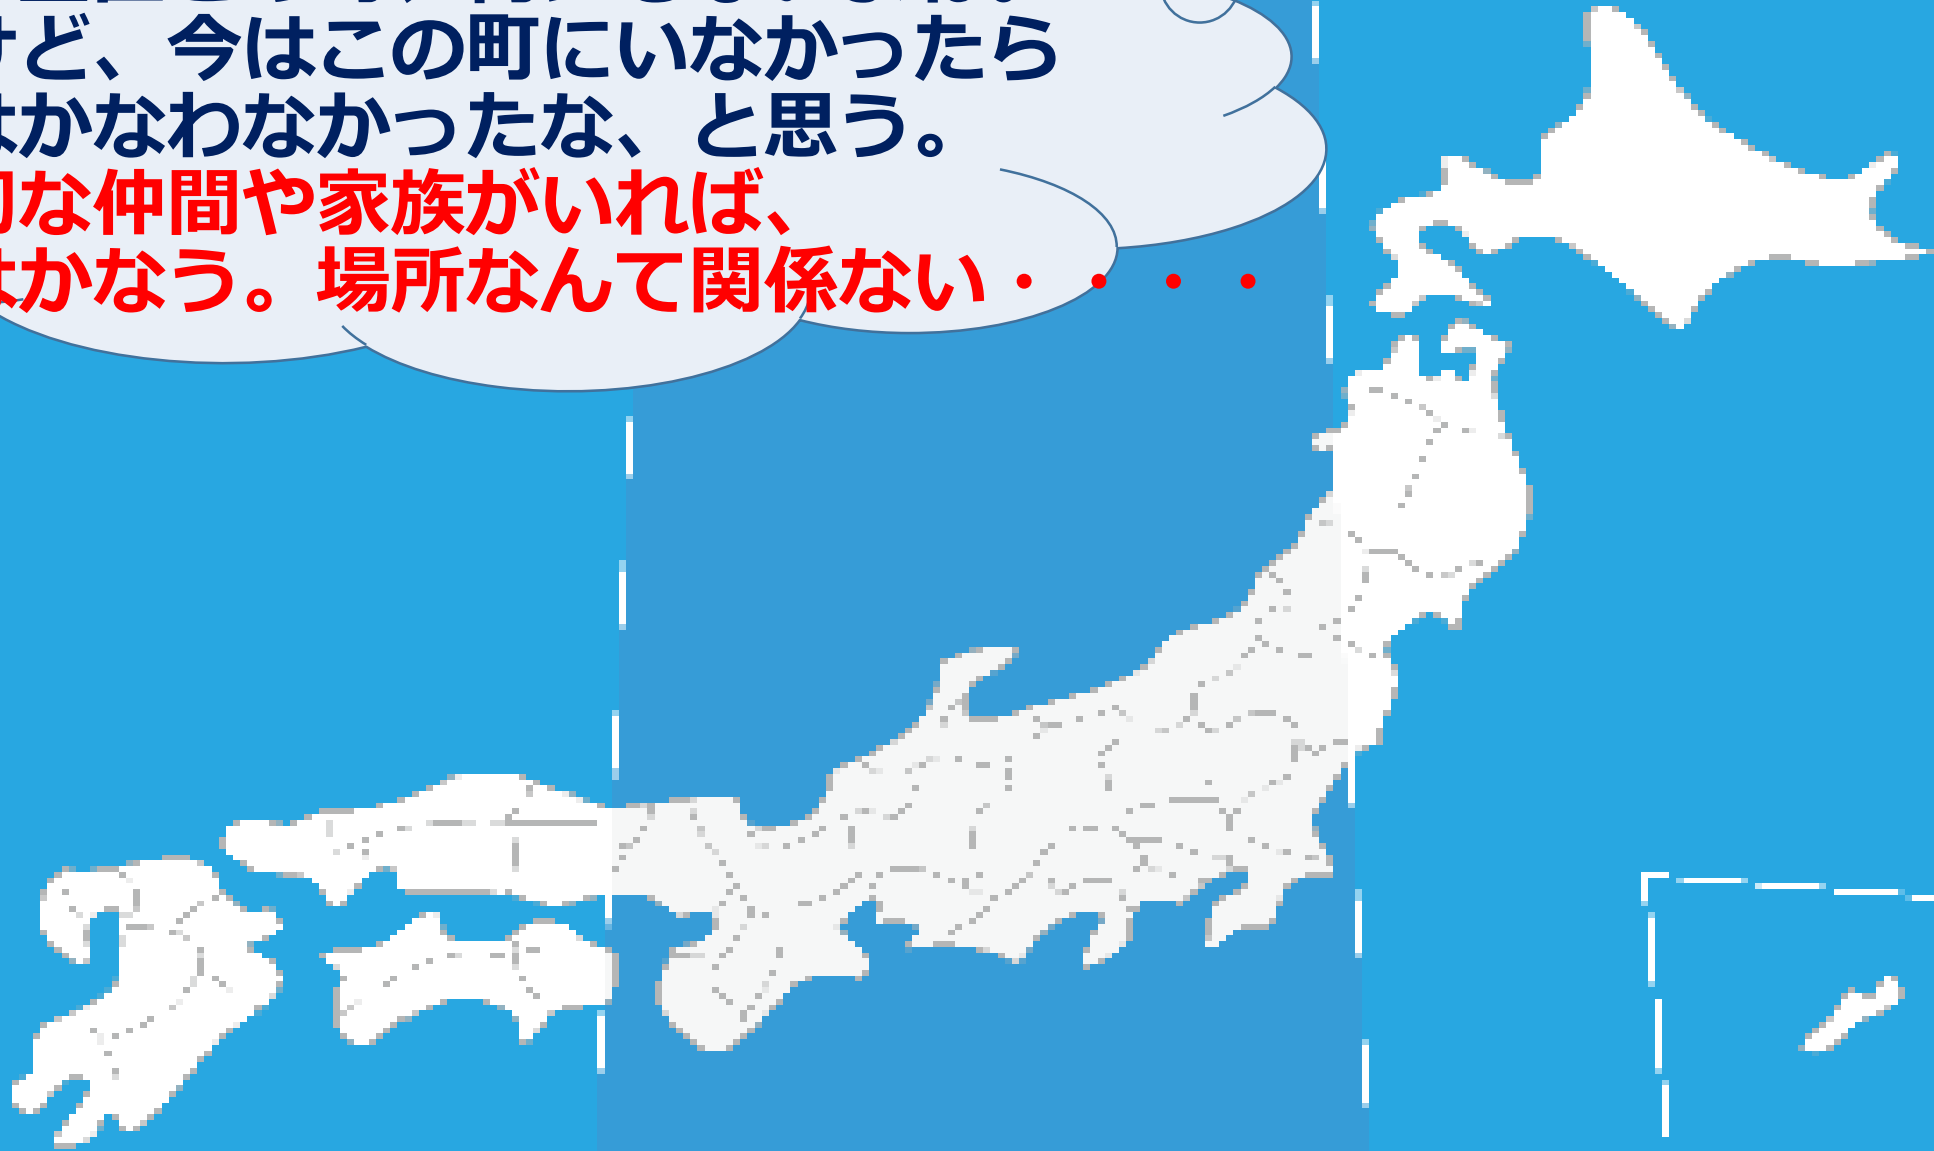 ど、今はこの町にいなかったら
かなわなかったな、と思う。
な仲間や家族がいれば、
かなう。場所なんて関係ない・・・・